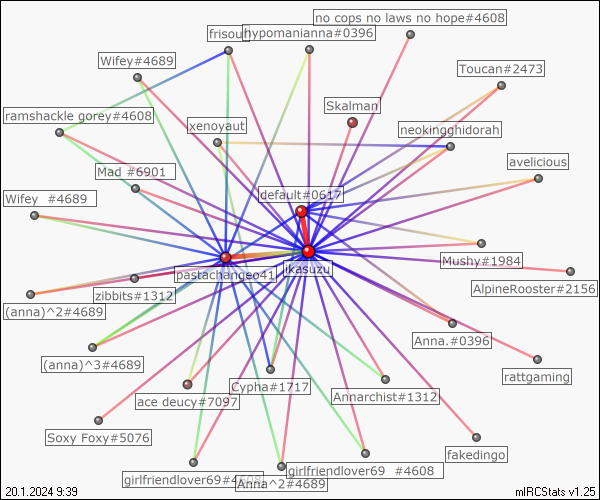 no cops no laws no hope#4608
frisouh
hypomanianna#0396
Wifey#4689
Toucan#2473
Skalman
ramshackle gorey#4608
xenoyaut
neokingghidorah
avelicious
Mad #6901
default#0617
Wifey #4689
Mushy#1984
pastachangeo41
ikasuzu
AlpineRooster#2156
zibbits#1312
(anna)^2#4689
Anna.#0396
(anna)^3#4689
rattgaming
Cypha#1717
Annarchist#1312
ace deucy#7097
Soxy Foxy#5076
fakedingo
girlfriendlover69 #4608
girlfriendlover69#4608
Anna^2#4689
20.1.2024 9:39
mIRCStats v1.25